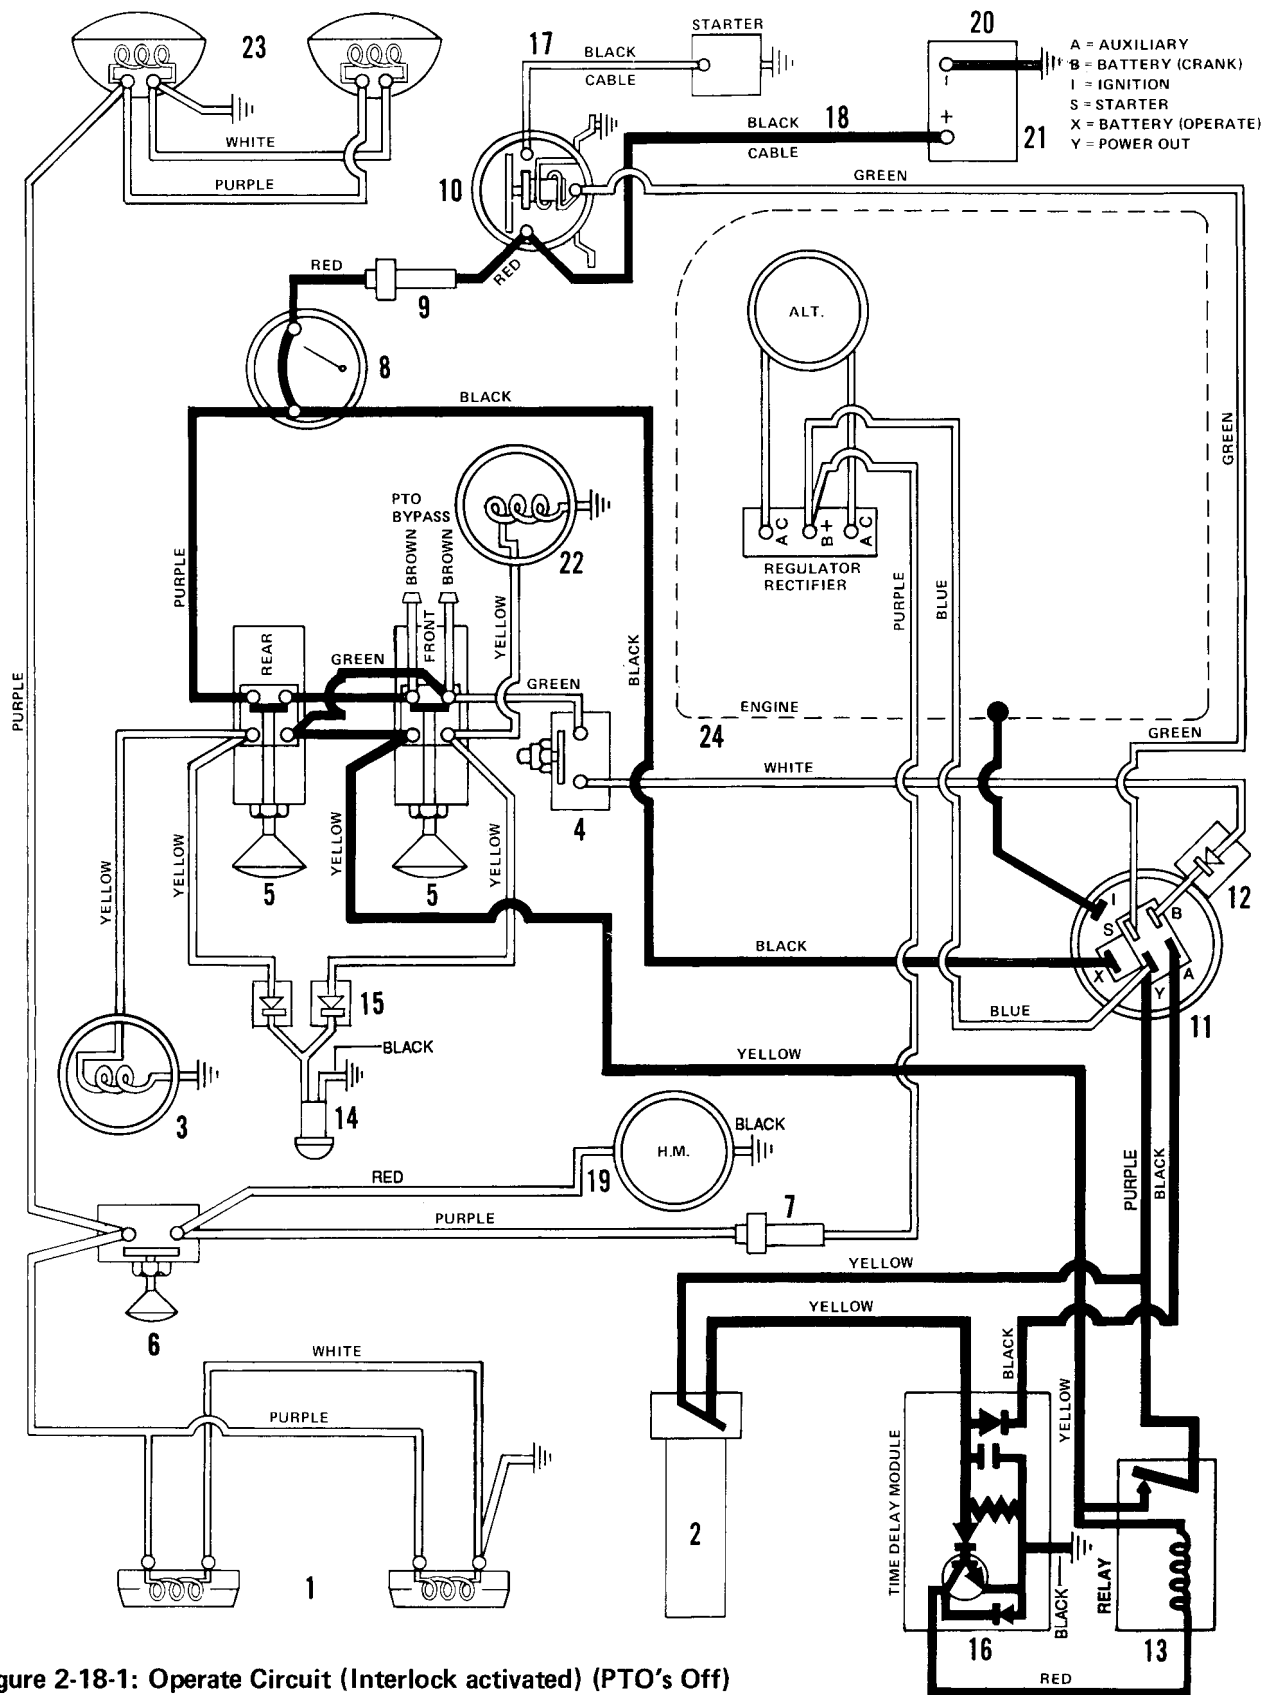 STARTER
20
A = AUXILIARY
B = BATTERY (CRANK)
I = IGNITION
S = STARTER
X = BATTERY (OPERATE)
Y = POWER OUT
23
17
BLACK
CABLE
−
+
18
BLACK
CABLE
21
WHITE
PURPLE
10
GREEN
RED
RED
9
ALT.
8
BLACK
GREEN
PTO
BYPASS
BROWN
BROWN
22
AC
B+
AC
REGULATOR
RECTIFIER
PURPLE
PURPLE
BLUE
YELLOW
REAR
FRONT
GREEN
GREEN
BLACK
PURPLE
ENGINE
24
GREEN
WHITE
4
YELLOW
YELLOW
YELLOW
YELLOW
5
5
12
I
S
B
X
Y
A
BLACK
11
15
BLUE
BLACK
YELLOW
14
3
H.M.
BLACK
19
RED
PURPLE
7
PURPLE
BLACK
YELLOW
YELLOW
6
WHITE
BLACK
YELLOW
PURPLE
TIME DELAY MODULE
2
1
BLACK
RELAY
16
13
RED
gure 2-18-1: Operate Circuit (Interlock activated) (PTO's Off)